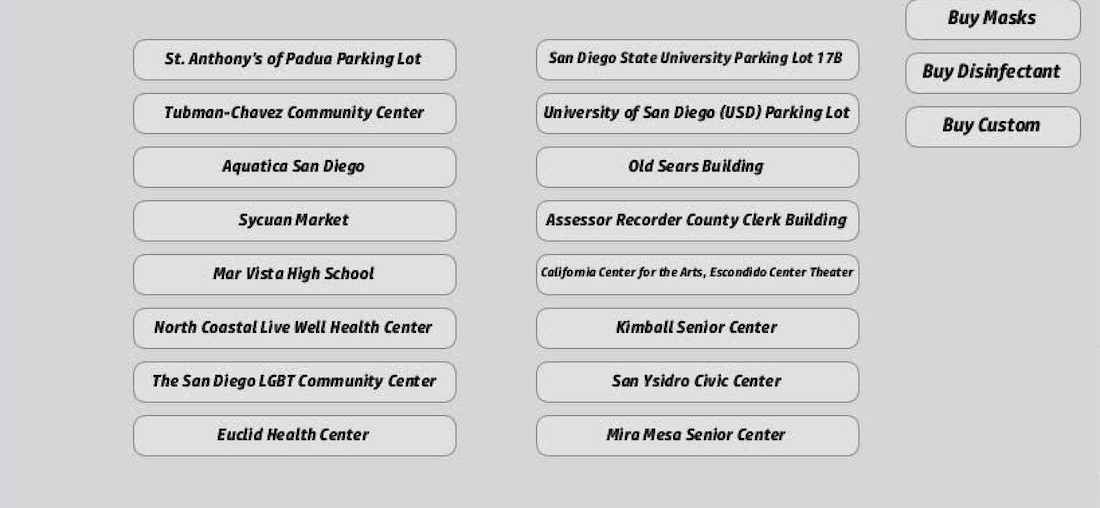 Buy Masks
St. Anthony's of Padua Parking Lot
San Diego State University Parking Lot 17B
Buy Disinfectant
Tubman-Chavez Community Center
University of San Diego (USD) Parking Lot
Buy Custom
Aquatica San Diego
Old Sears Building
Sycuan Market
Assessor Recorder County Clerk Building
Mar Vista High School
California Center for the Arts, Escondido Center Theater
North Coastal Live Well Health Center
Kimball Senior Center
The San Diego LGBT Community Center
San Ysidro Civic Center
Euclid Health Center
Mira Mesa Senior Center